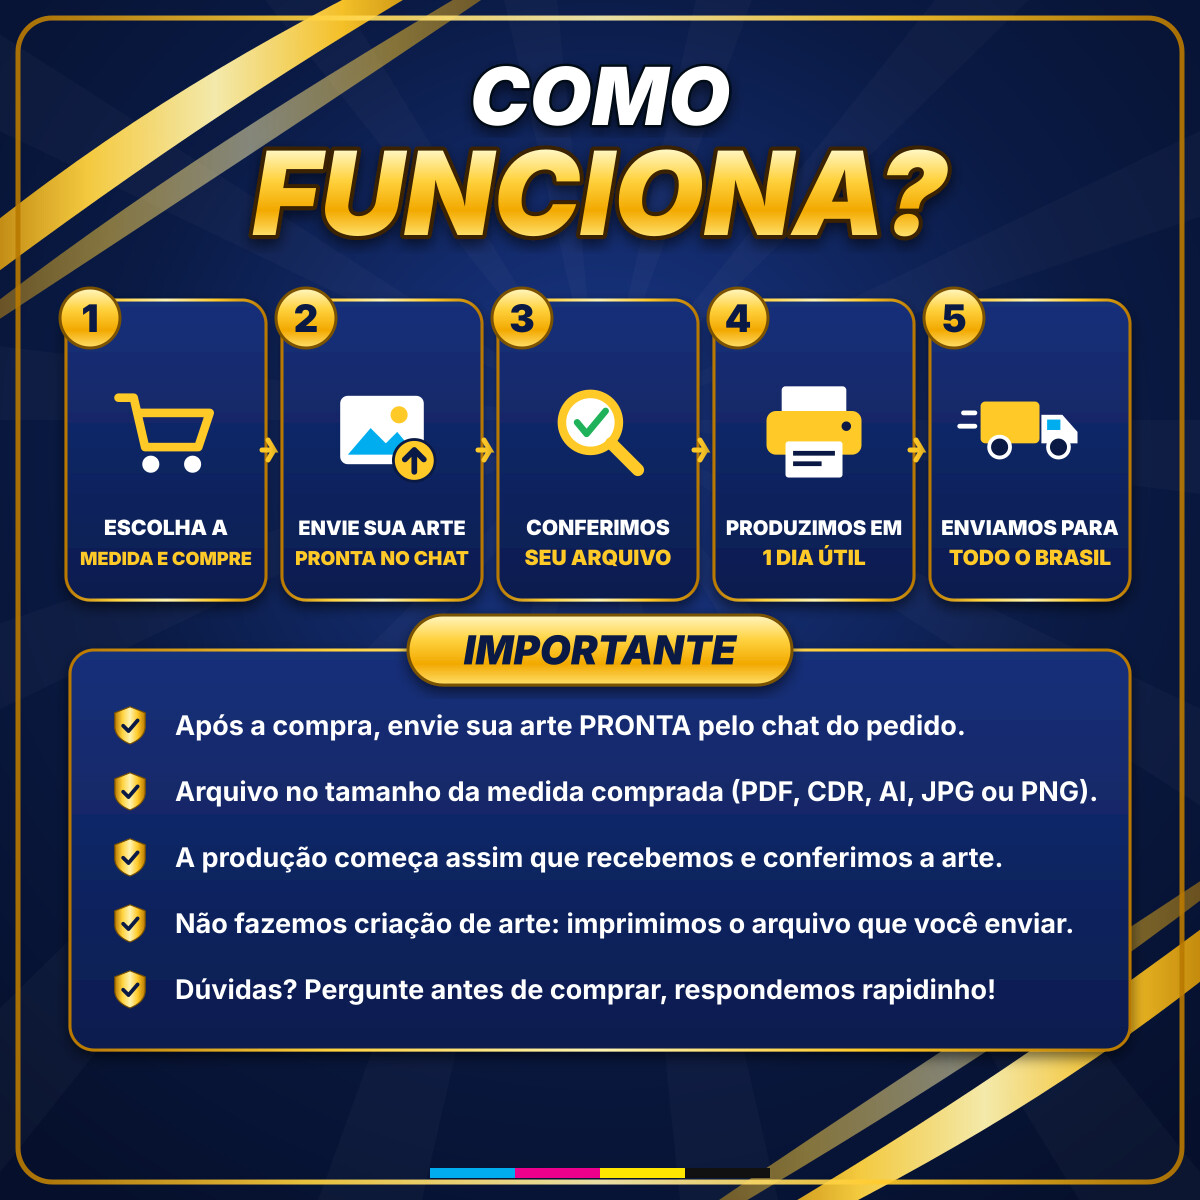 COMO
FUNCIONA?
1
2
3
4
5
ESCOLHA A
MEDIDA E COMPRE
ENVIE SUA ARTE
PRONTA NO CHAT
CONFERIMOS
SEU ARQUIVO
PRODUZIMOS EM
1 DIA ÚTIL
ENVIAMOS PARA
TODO O BRASIL
IMPORTANTE
Após a compra, envie sua arte PRONTA pelo chat do pedido.
Arquivo no tamanho da medida comprada (PDF, CDR, AI, JPG ou PNG).
A produção começa assim que recebemos e conferimos a arte.
Não fazemos criação de arte: imprimimos o arquivo que você enviar.
Dúvidas? Pergunte antes de comprar, respondemos rapidinho!